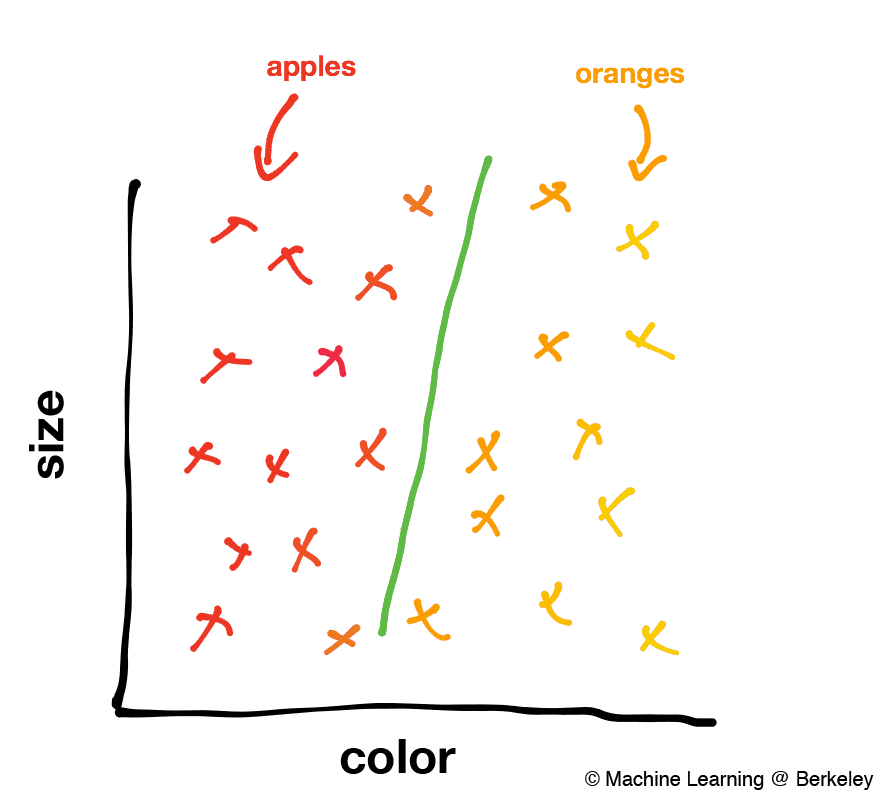 apples
oranges
size
color
© Machine Learning @ Berkeley